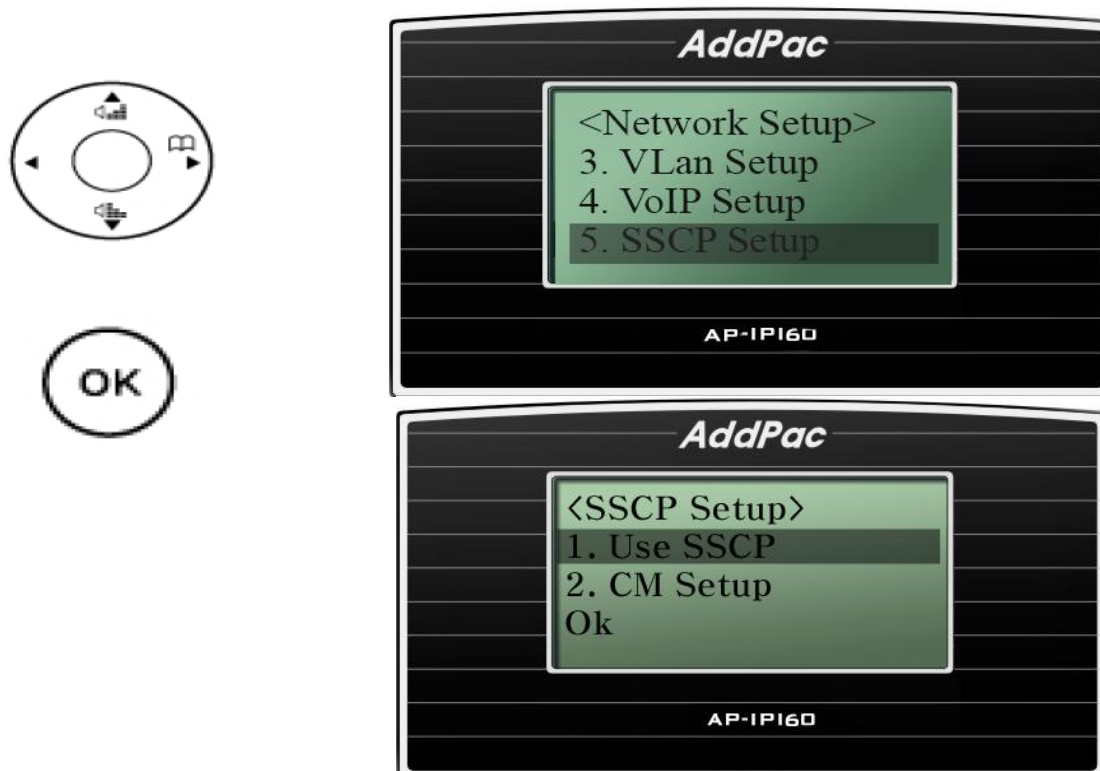 AddPac
<Network Setup>
3. VLan Setup
4. VoIP Setup
5. SSCP Setup
AP-IP160
OK
AddPac
<SSCP Setup>
1. Use SSCP
2. CM Setup
Ok
AP-IP160